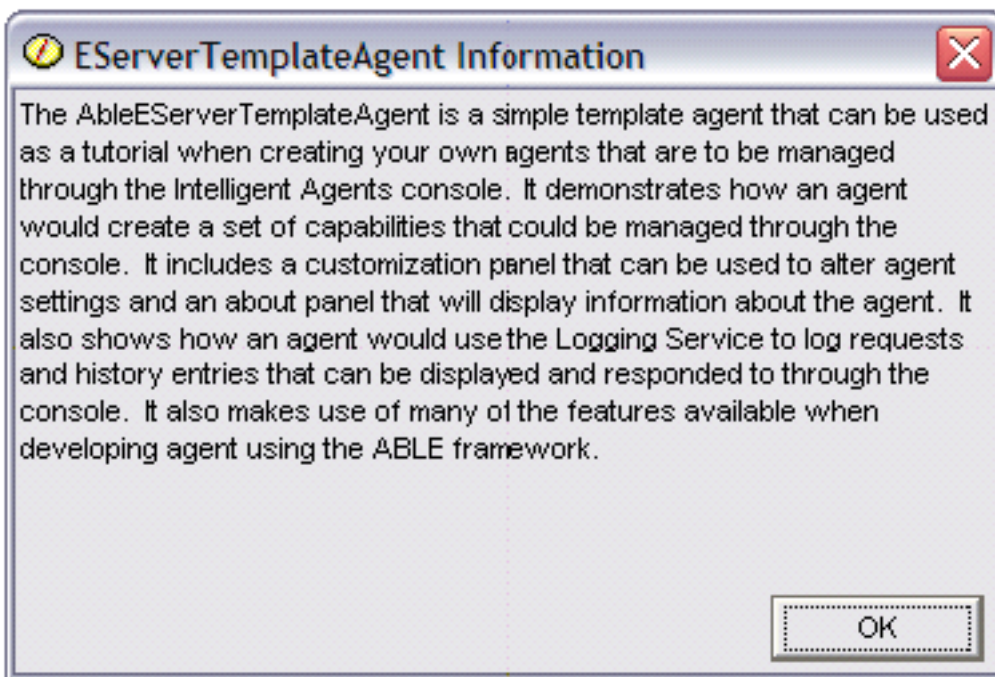 EServerTemplateAgent Information
The AbleEServerTemplateAgent is a simple template agent that can be used
as a tutorial when creating your own agents that are to be managed
through the Intelligent Agents console. It demonstrates how an agent
would create a set of capabilities that could be managed through the
console. It includes a customization panel that can be used to alter agent
settings and an about panel that will display information about the agent. It
also shows how an agent would use the Logging Service to log requests
and history entries that can be displayed and responded to through the
console. It also makes use of many of the features available when
developing agent using the ABLE framework.
OK